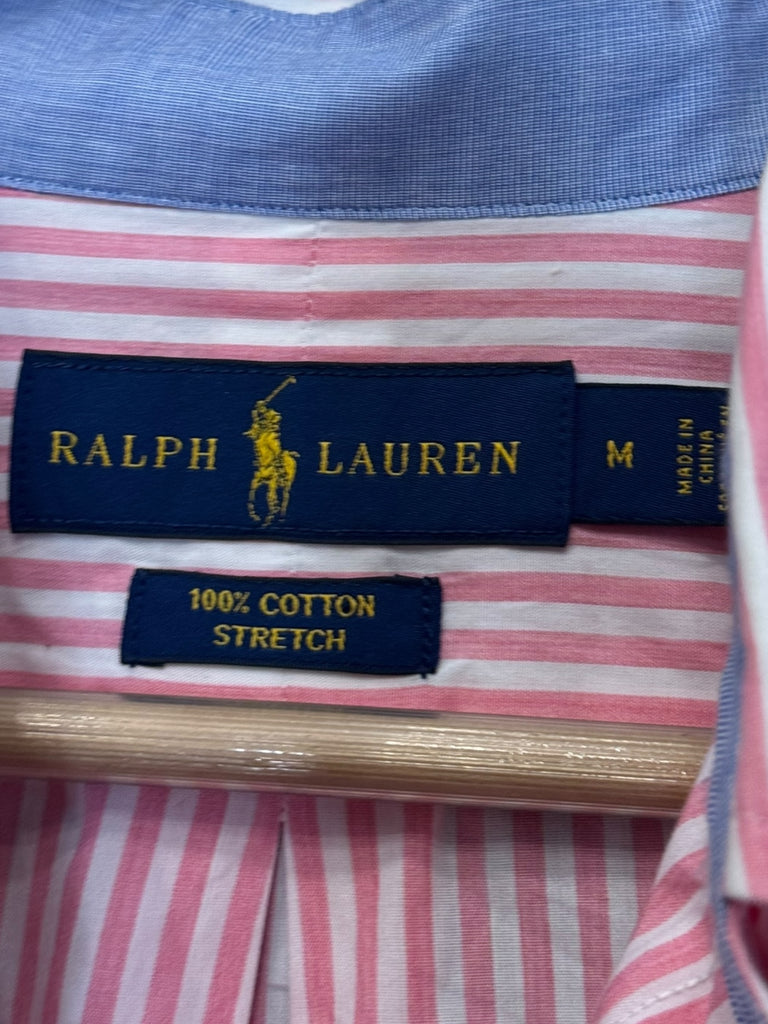 RALPH LAUREN
M
MADE IN
CHINA
100% COTTON
STRETCH